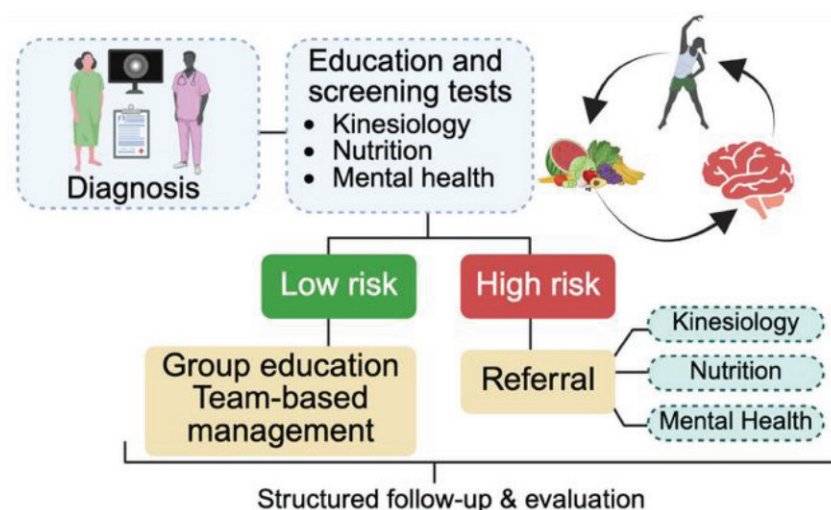 Diagnosis
Education and
screening tests
• Kinesiology
• Nutrition
• Mental health
Low risk
High risk
Group education
Team-based
management
Referral
Kinesiology
Nutrition
Mental Health
Structured follow-up & evaluation